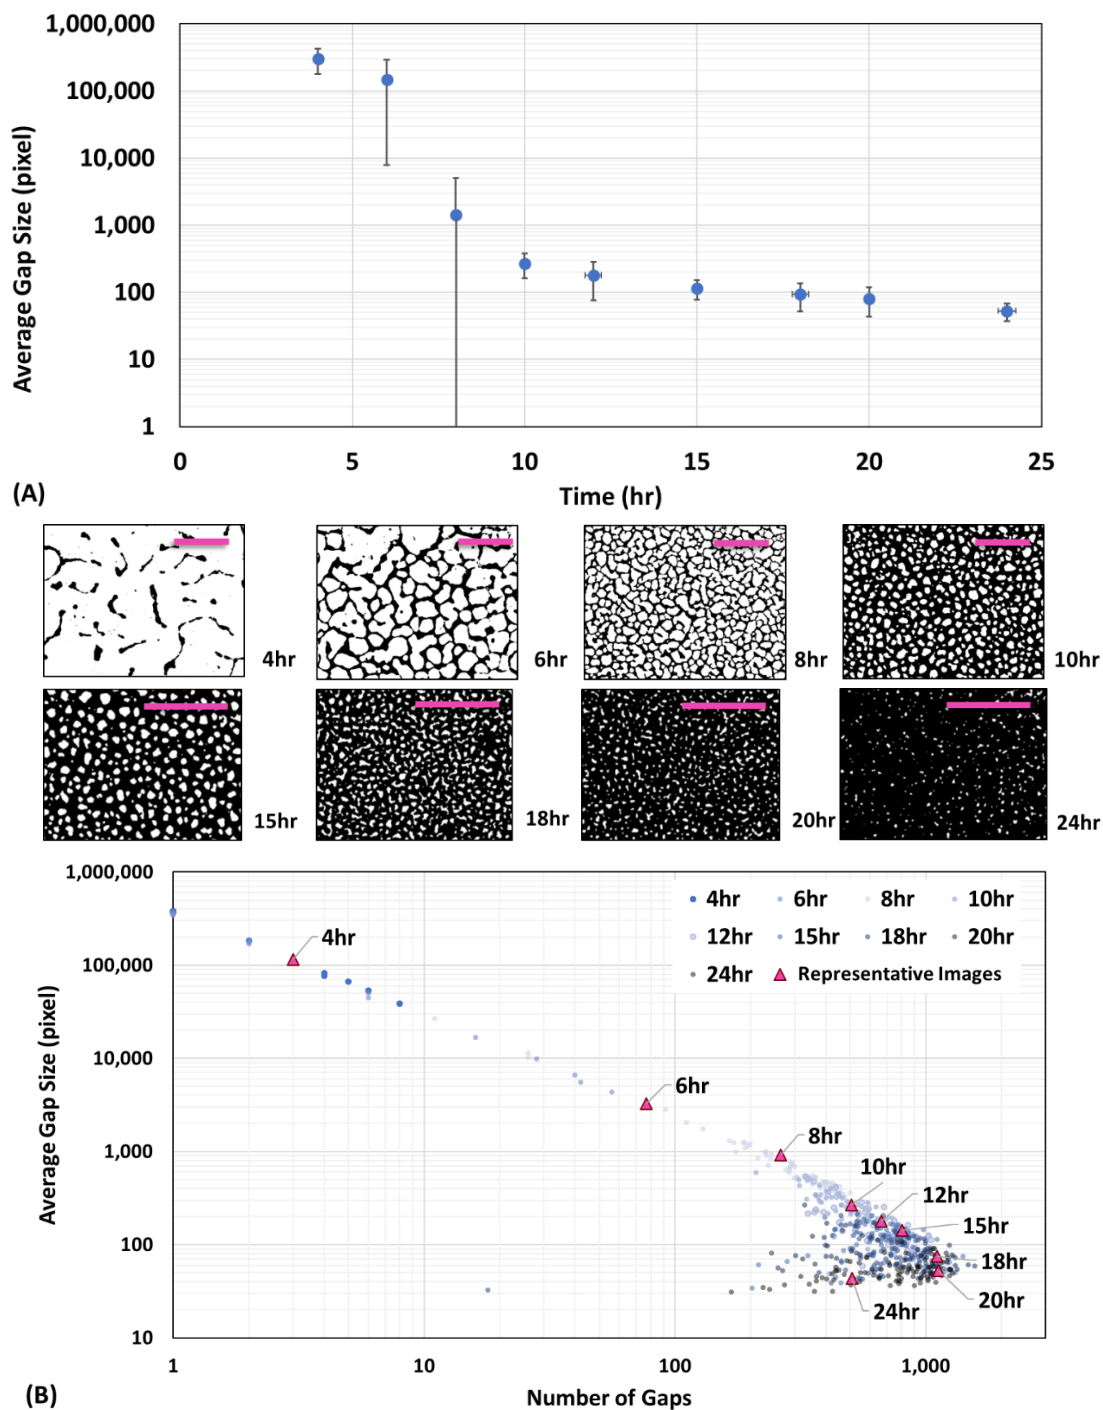 1,000,000
100,000
10,000
1,000
100
10
1
Average Gap Size (pixel)
0 5 10 15 20 25
(A)
Time (hr)
4hr 6hr 8hr 10hr
15hr 18hr 20hr 24hr
1,000,000
100,000
10,000
1,000
100
10
Average Gap Size (pixel)
4hr 6hr 8hr 10hr
12hr 15hr 18hr 20hr
24hr Representative Images
4hr
6hr
8hr
10hr
12hr
15hr
18hr
20hr
24hr
1 10 100 1,000
(B)
Number of Gaps